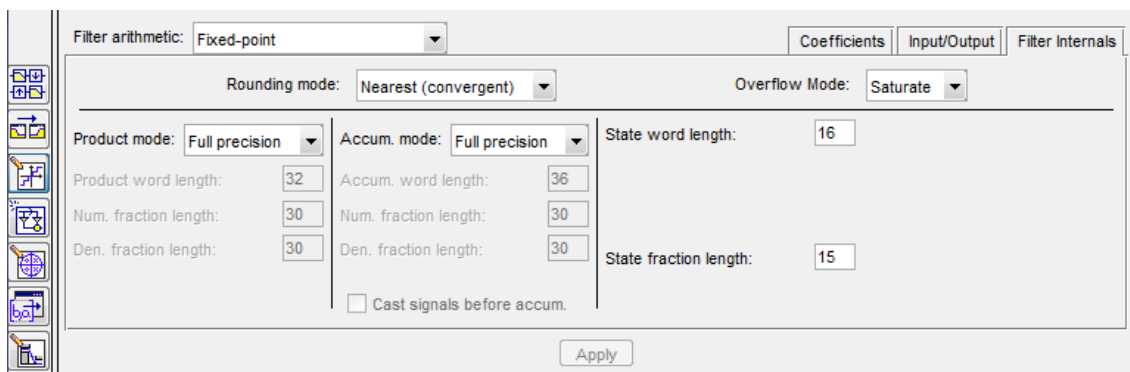 Filter arithmetic: Fixed-point
Coefficients Input/Output Filter Internals
Rounding mode: Nearest (convergent) Overflow Mode: Saturate
Product mode: Full precision Accum. mode: Full precision State word length: 16
Product word length: 32 Accum. word length: 36
Num. fraction length: 30 Num. fraction length: 30
Den. fraction length: 30 Den. fraction length: 30 State fraction length: 15
Cast signals before accum.
Apply
[b,a]